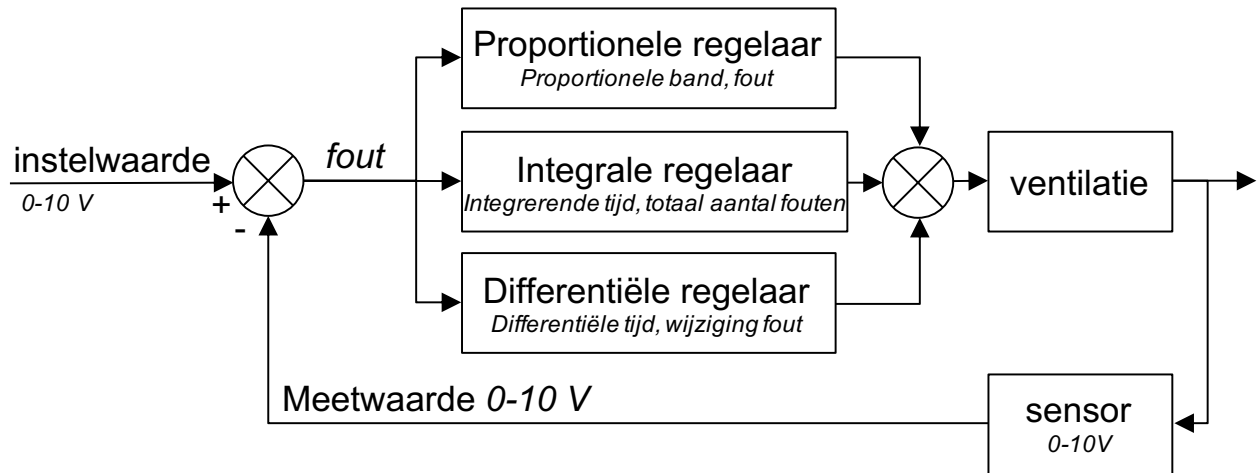 Proportionele regelaar
Proportionele band, fout
instelwaarde
0-10 V
+
-
fout
Integrale regelaar
Integrerende tijd, totaal aantal fouten
ventilatie
Differentiële regelaar
Differentiële tijd, wijziging fout
Meetwaarde 0-10 V
sensor
0-10V